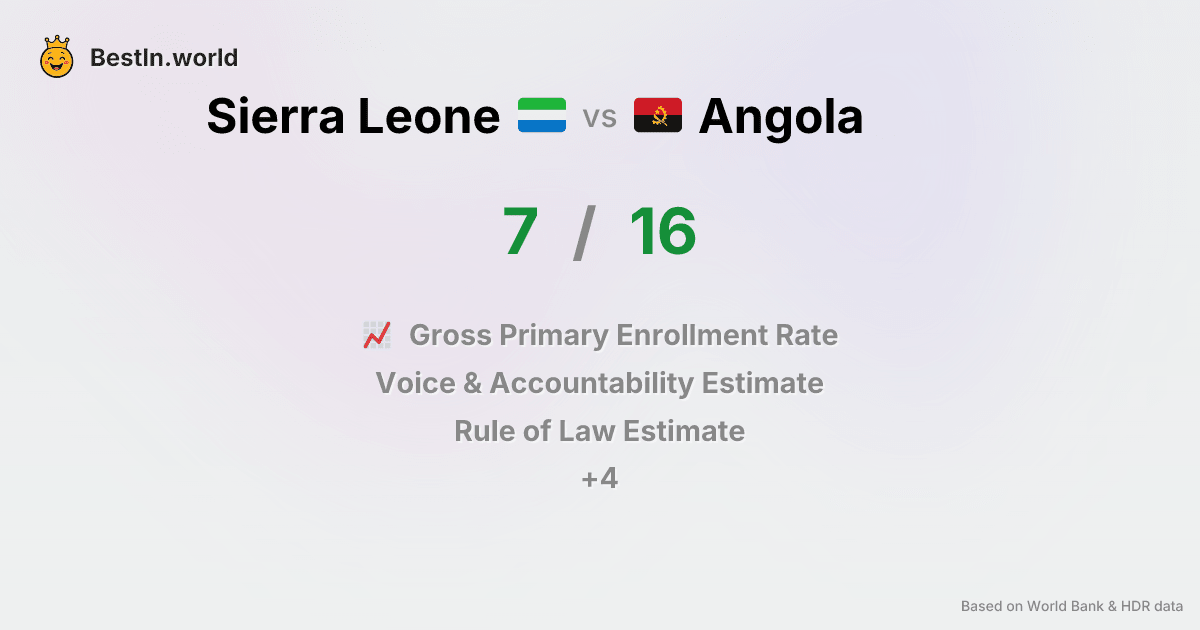 BestIn.world
Sierra Leone vs Angola
7 / 16
Gross Primary Enrollment Rate
Voice & Accountability Estimate
Rule of Law Estimate
+4
Based on World Bank & HDR data